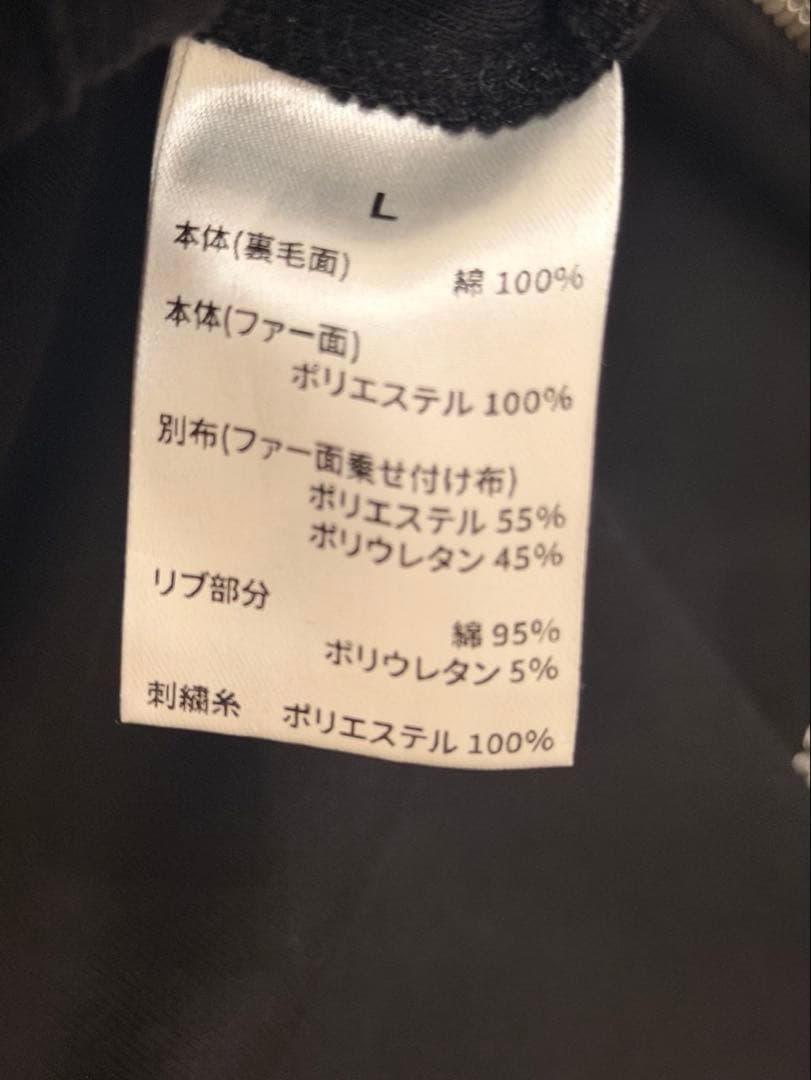 L
本体(裏毛面)
綿 100%
本体(ファー面)
ポリエステル 100%
別布(ファー面乗せ付け布)
ポリエステル 55%
ポリウレタン 45%
リブ部分
綿 95%
ポリウレタン 5%
刺繍糸 ポリエステル 100%